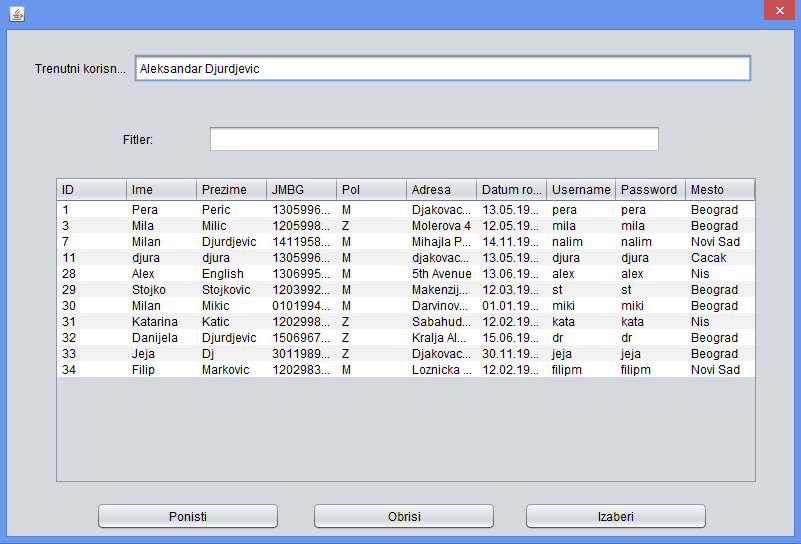 Trenutni korisn... Aleksandar Djurdjevic
Fitler:
ID Ime Prezime JMBG Pol Adresa Datum ro... Username Password Mesto
1 Pera Peric 1305996... M Djakovac... 13.05.19... pera pera Beograd
3 Mila Milic 1205998... Z Molerova 4 12.05.19... mila mila Beograd
7 Milan Djurdjevic 1411958... M Mihajla P... 14.11.19... nalim nalim Novi Sad
11 djura djura 1305996... M djakovac... 13.05.19... djura djura Cacak
28 Alex English 1306995... M 5th Avenue 13.06.19... alex alex Nis
29 Stojko Stojkovic 1203992... M Makenzij... 12.03.19... st st Beograd
30 Milan Mikic 0101994... M Darvinov... 01.01.19... miki miki Beograd
31 Katarina Katic 1202998... Z Sabahud... 12.02.19... kata kata Nis
32 Danijela Djurdjevic 1506967... Z Kralja Al... 15.06.19... dr dr Beograd
33 Jeja Dj 3011989... Z Djakovac... 30.11.19... jeja jeja Beograd
34 Filip Markovic 1202983... M Loznicka ... 12.02.19... filipm filipm Novi Sad
Ponisti Obrisi Izaberi